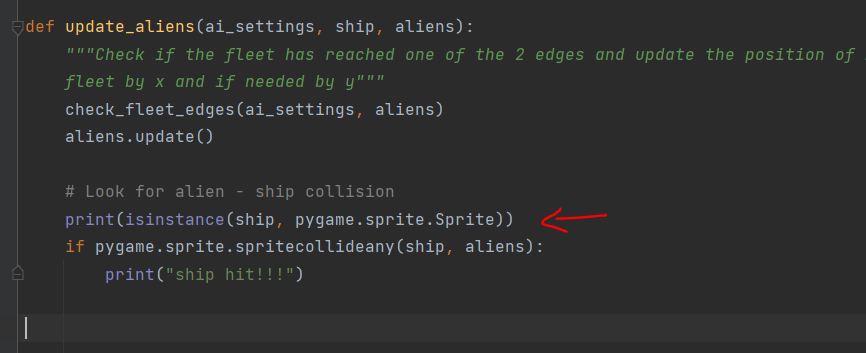 def update_aliens(ai_settings, ship, aliens):
    """Check if the fleet has reached one of the 2 edges and update the position of
    fleet by x and if needed by y"""
    check_fleet_edges(ai_settings, aliens)
    aliens.update()
    # Look for alien - ship collision
    print(isinstance(ship, pygame.sprite.Sprite))
    if pygame.sprite.spritecollideany(ship, aliens):
        print("ship hit!!!")